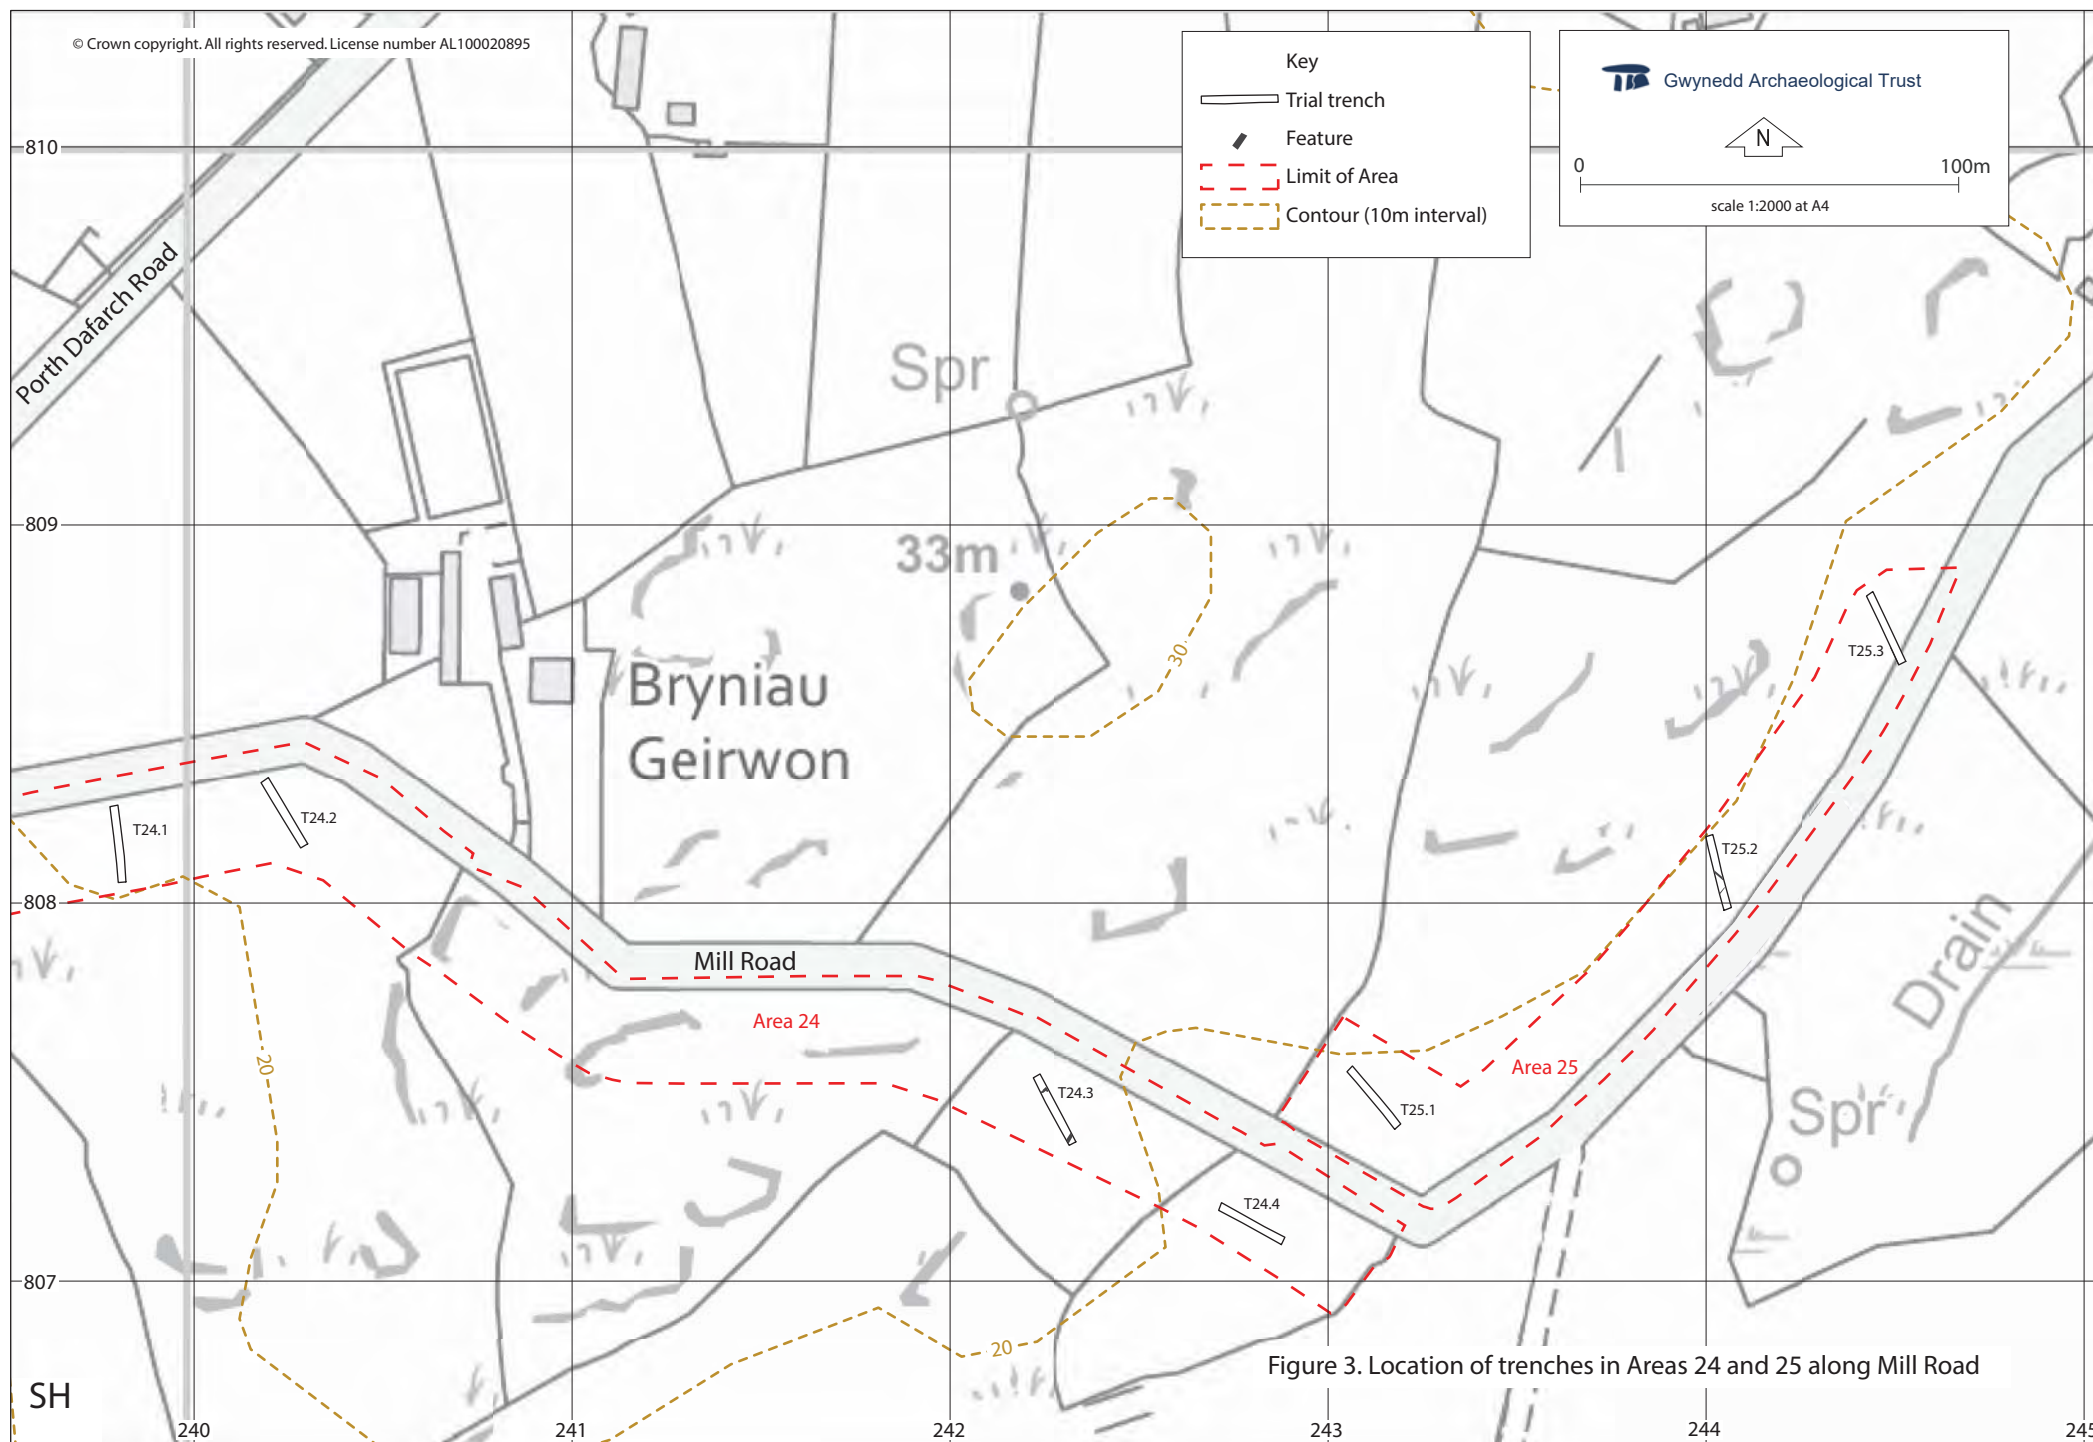 © Crown copyright. All rights reserved. License number AL100020895
Key
Trial trench
Feature
Limit of Area
Contour (10m interval)
Gwynedd Archaeological Trust
N
0
100m
scale 1:2000 at A4
810
Porth Dafarch Road
Spr
809
33m
30
T25.3
Bryniau
Geirwon
T24.1
T24.2
T25.2
808
Mill Road
Drain
Area 24
20
Area 25
T24.3
T25.1
Spr
T24.4
807
20
Figure 3. Location of trenches in Areas 24 and 25 along Mill Road
SH
240
241
242
243
244
245